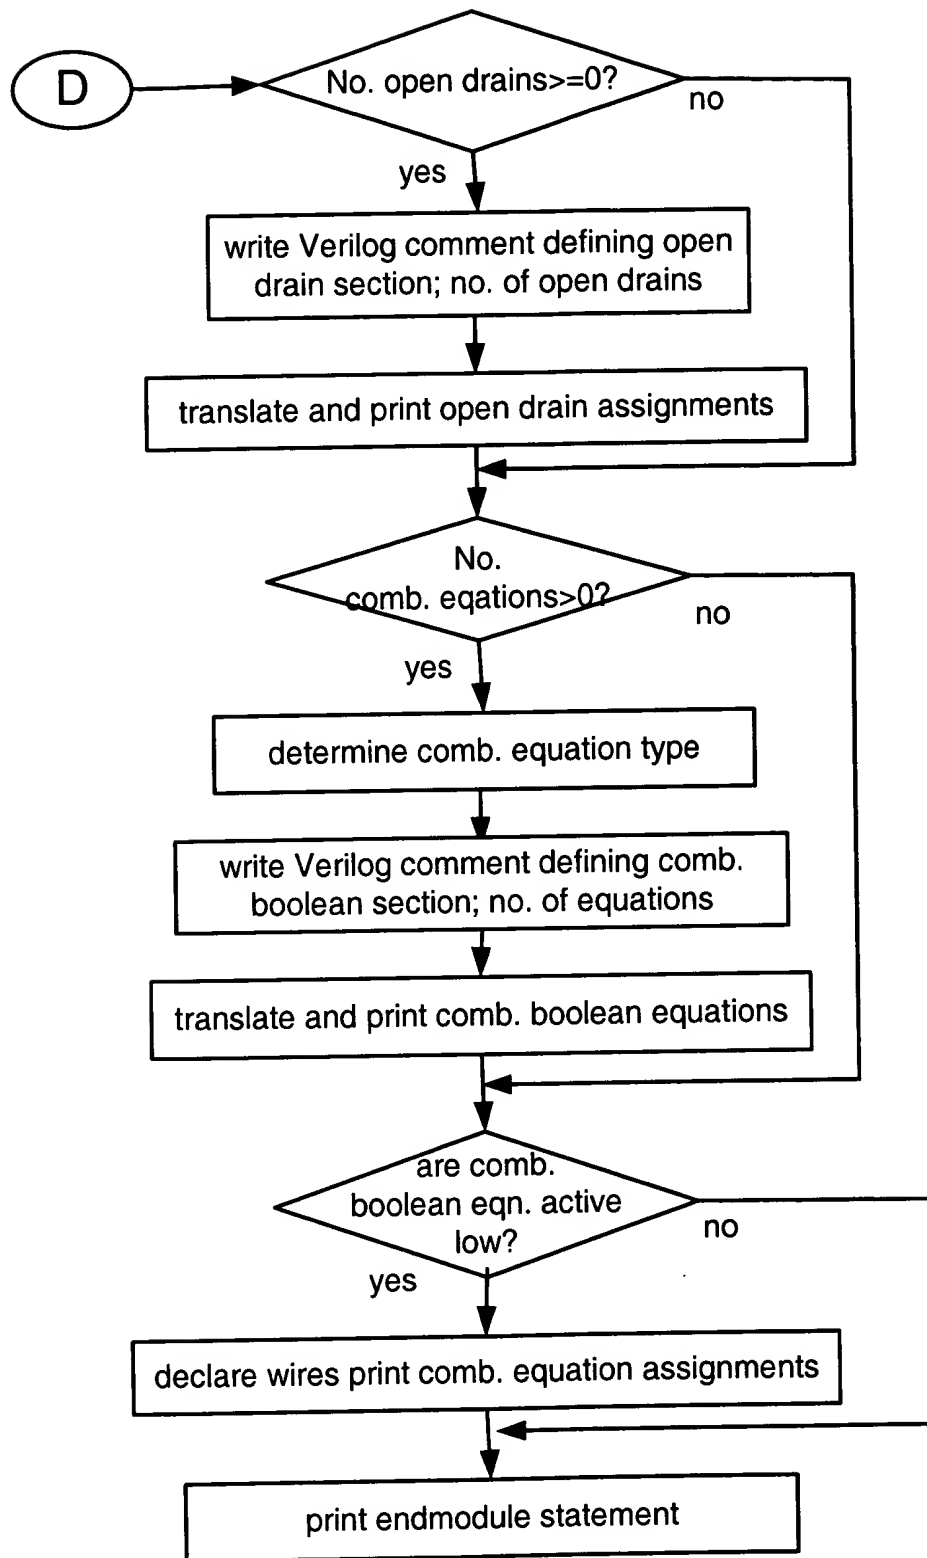 D
No. open drains>=0?
no
yes
write Verilog comment defining open
drain section; no. of open drains
translate and print open drain assignments
No.
comb. eqations>0?
no
yes
determine comb. equation type
write Verilog comment defining comb.
boolean section; no. of equations
translate and print comb. boolean equations
are comb.
boolean eqn. active
low?
no
yes
declare wires print comb. equation assignments
print endmodule statement